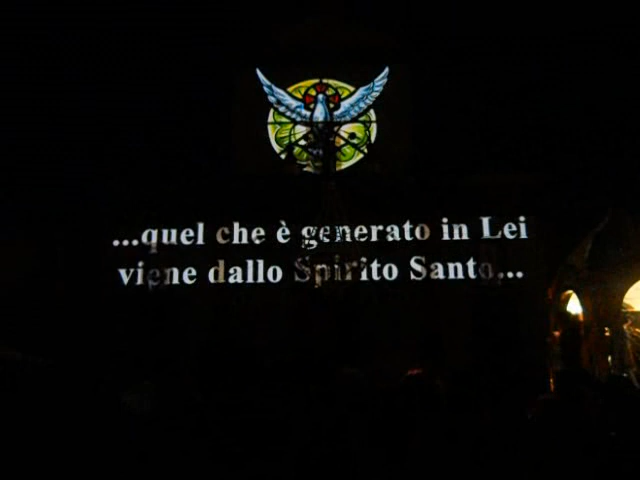 ...quel che è generato in Lei
viene dallo Spirito Santo...